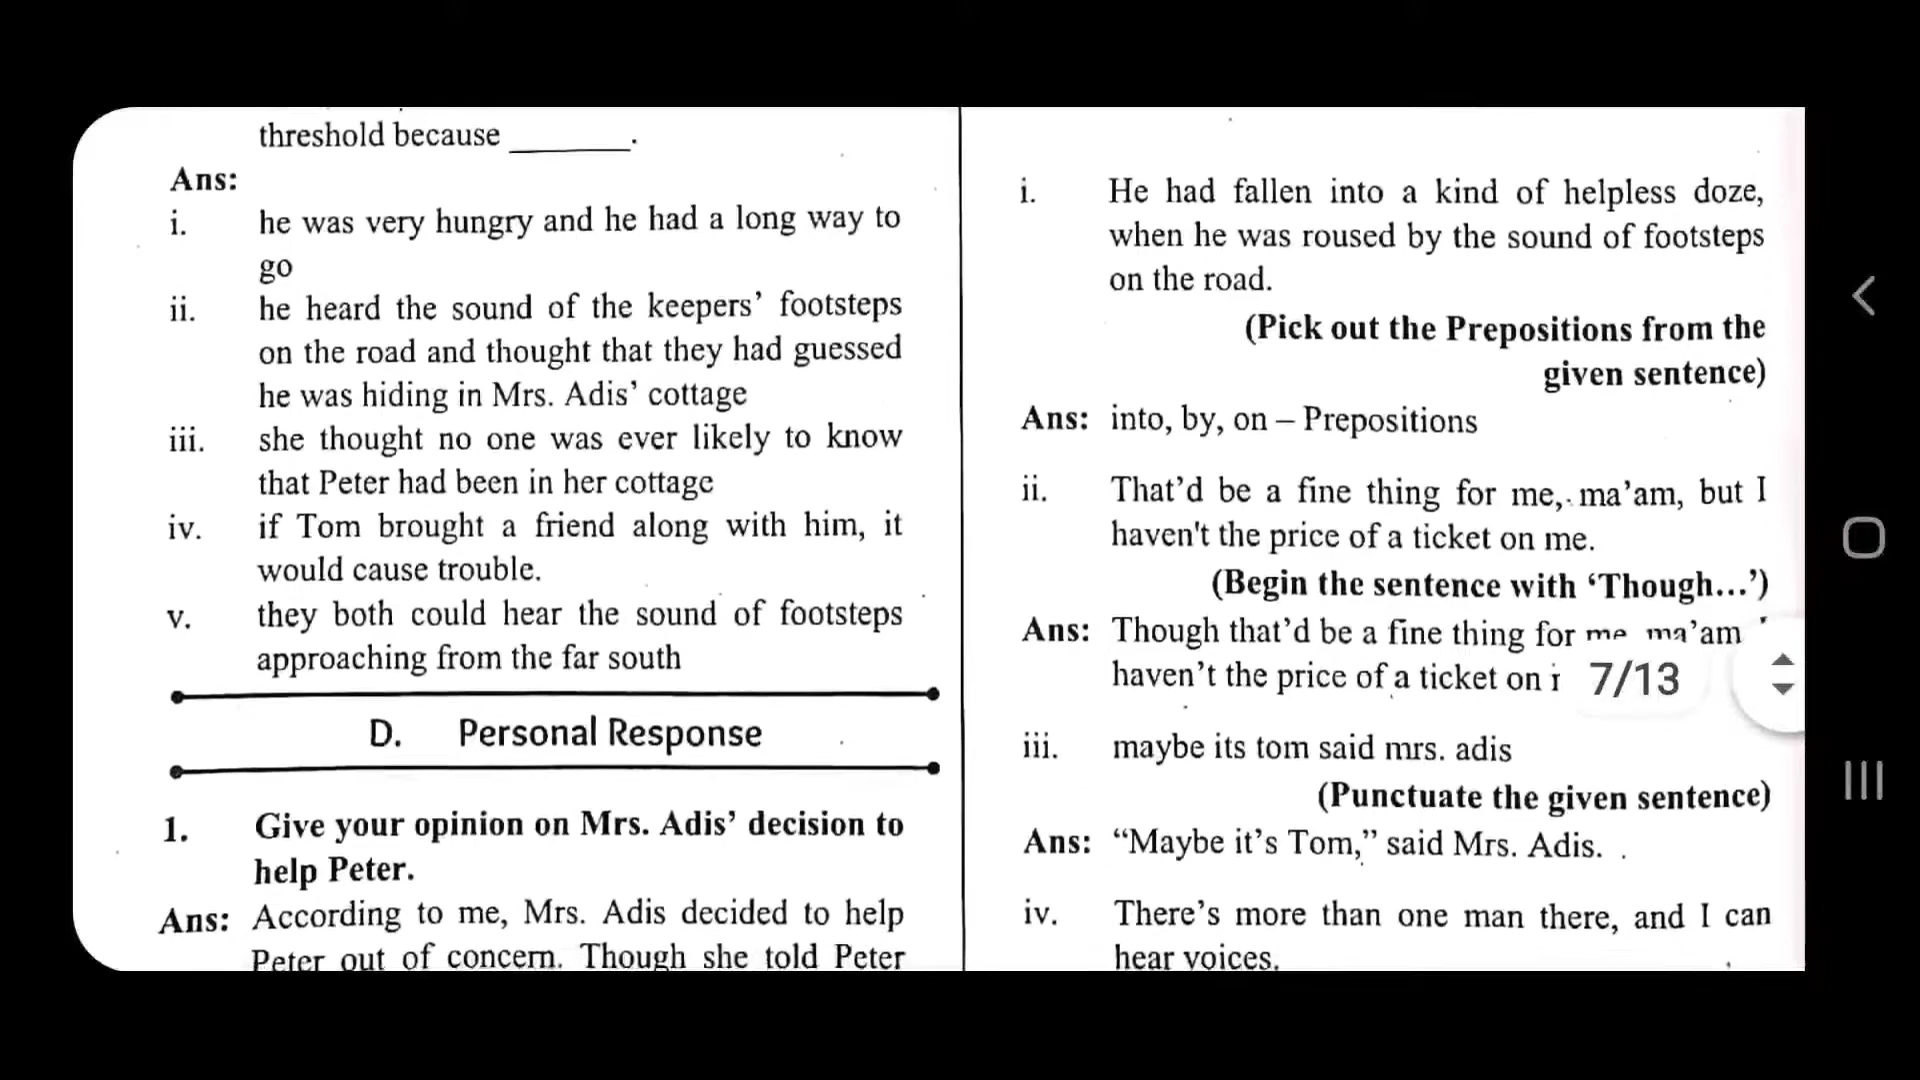 threshold because ________.
Ans:
i. he was very hungry and he had a long way to
go
ii. he heard the sound of the keepers’ footsteps
on the road and thought that they had guessed
he was hiding in Mrs. Adis’ cottage
iii. she thought no one was ever likely to know
that Peter had been in her cottage
iv. if Tom brought a friend along with him, it
would cause trouble.
v. they both could hear the sound of footsteps
approaching from the far south
D. Personal Response
1. Give your opinion on Mrs. Adis’ decision to
help Peter.
Ans: According to me, Mrs. Adis decided to help
Peter out of concern. Though she told Peter
i. He had fallen into a kind of helpless doze,
when he was roused by the sound of footsteps
on the road.
(Pick out the Prepositions from the
given sentence)
Ans: into, by, on – Prepositions
ii. That’d be a fine thing for me, ma’am, but I
haven't the price of a ticket on me.
(Begin the sentence with ‘Though...’)
Ans: Though that’d be a fine thing for me ma’am
haven’t the price of a ticket on
7/13
iii. maybe its tom said mrs. adis
(Punctuate the given sentence)
Ans: “Maybe it’s Tom,” said Mrs. Adis.
iv. There’s more than one man there, and I can
hear voices.